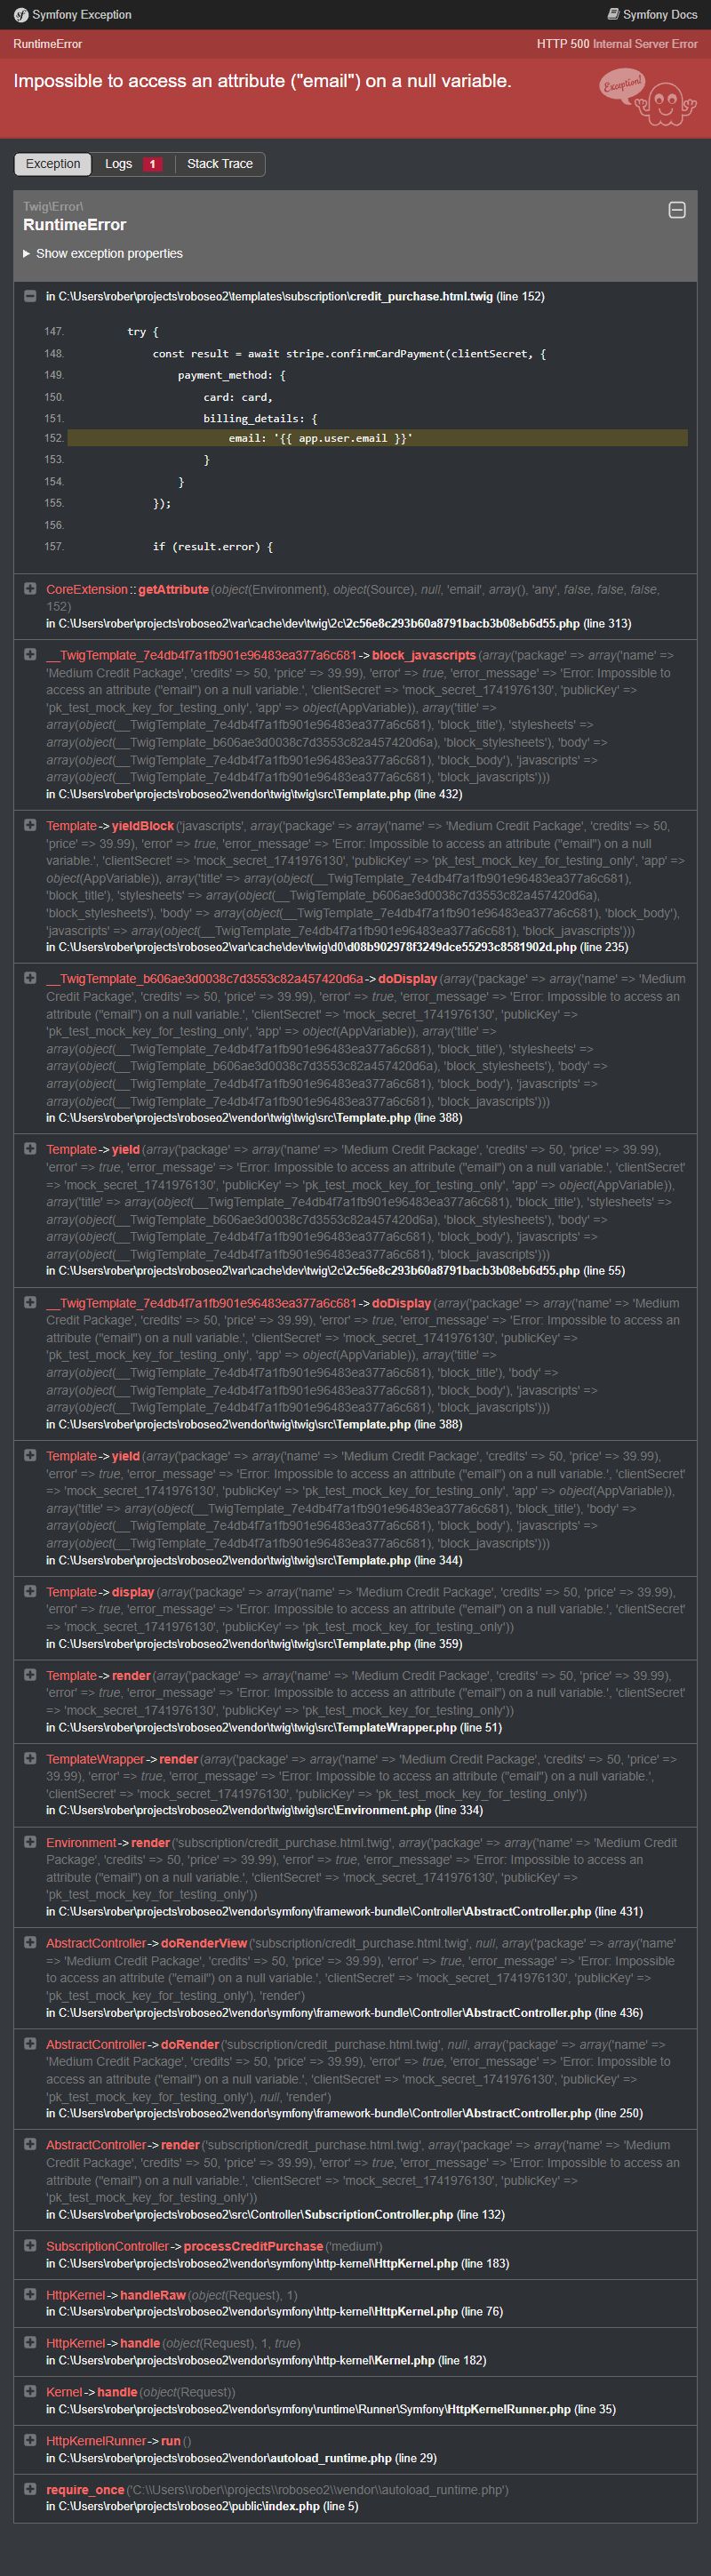 Symfony Exception
Symfony Docs
RuntimeError
HTTP 500 Internal Server Error
Impossible to access an attribute ("email") on a null variable.
Exception!
Exception
Logs 1
Stack Trace
Twig\Error\
RuntimeError
Show exception properties
in C:\Users\rober\projects\roboseo2\templates\subscription\credit_purchase.html.twig (line 152)
147. try {
148. const result = await stripe.confirmCardPayment(clientSecret, {
149. payment_method: {
150. card: card,
151. billing_details: {
152. email: '{{ app.user.email }}'
153. }
154. }
155. });
156.
157. if (result.error) {
CoreExtension::getAttribute(object(Environment), object(Source), null, 'email', array(), 'any', false, false, false,
152)
in C:\Users\rober\projects\roboseo2\var\cache\dev\twig\2c\2c56e8c293b60a8791bacb3b08eb6d55.php (line 313)
__TwigTemplate_7e4db4f7a1fb901e96483ea377a6c681->block_javascripts(array('package' => array('name' =>
'Medium Credit Package', 'credits' => 50, 'price' => 39.99), 'error' => true, 'error_message' => 'Error: Impossible to
access an attribute ("email") on a null variable.', 'clientSecret' => 'mock_secret_1741976130', 'publicKey' =>
'pk_test_mock_key_for_testing_only', 'app' => object(AppVariable)), array('title' =>
array(object(__TwigTemplate_7e4db4f7a1fb901e96483ea377a6c681), 'block_title'), 'stylesheets' =>
array(object(__TwigTemplate_b606ae3d0038c7d3553c82a457420d6a), 'block_stylesheets'), 'body' =>
array(object(__TwigTemplate_7e4db4f7a1fb901e96483ea377a6c681), 'block_body'), 'javascripts' =>
array(object(__TwigTemplate_7e4db4f7a1fb901e96483ea377a6c681), 'block_javascripts')))
in C:\Users\rober\projects\roboseo2\vendor\twig\twig\src\Template.php (line 432)
Template->yieldBlock('javascripts', array('package' => array('name' => 'Medium Credit Package', 'credits' => 50,
'price' => 39.99), 'error' => true, 'error_message' => 'Error: Impossible to access an attribute ("email") on a null
variable.', 'clientSecret' => 'mock_secret_1741976130', 'publicKey' => 'pk_test_mock_key_for_testing_only', 'app' =>
object(AppVariable)), array('title' => array(object(__TwigTemplate_7e4db4f7a1fb901e96483ea377a6c681),
'block_title'), 'stylesheets' => array(object(__TwigTemplate_b606ae3d0038c7d3553c82a457420d6a),
'block_stylesheets'), 'body' => array(object(__TwigTemplate_7e4db4f7a1fb901e96483ea377a6c681), 'block_body'),
'javascripts' => array(object(__TwigTemplate_7e4db4f7a1fb901e96483ea377a6c681), 'block_javascripts')))
in C:\Users\rober\projects\roboseo2\var\cache\dev\twig\d0\d08b902978f3249dce55293c8581902d.php (line 235)
__TwigTemplate_b606ae3d0038c7d3553c82a457420d6a->doDisplay(array('package' => array('name' => 'Medium
Credit Package', 'credits' => 50, 'price' => 39.99), 'error' => true, 'error_message' => 'Error: Impossible to access an
attribute ("email") on a null variable.', 'clientSecret' => 'mock_secret_1741976130', 'publicKey' =>
'pk_test_mock_key_for_testing_only', 'app' => object(AppVariable)), array('title' =>
array(object(__TwigTemplate_7e4db4f7a1fb901e96483ea377a6c681), 'block_title'), 'stylesheets' =>
array(object(__TwigTemplate_b606ae3d0038c7d3553c82a457420d6a), 'block_stylesheets'), 'body' =>
array(object(__TwigTemplate_7e4db4f7a1fb901e96483ea377a6c681), 'block_body'), 'javascripts' =>
array(object(__TwigTemplate_7e4db4f7a1fb901e96483ea377a6c681), 'block_javascripts')))
in C:\Users\rober\projects\roboseo2\vendor\twig\twig\src\Template.php (line 388)
Template->yield(array('package' => array('name' => 'Medium Credit Package', 'credits' => 50, 'price' => 39.99),
'error' => true, 'error_message' => 'Error: Impossible to access an attribute ("email") on a null variable.', 'clientSecret'
=> 'mock_secret_1741976130', 'publicKey' => 'pk_test_mock_key_for_testing_only', 'app' => object(AppVariable)),
array('title' => array(object(__TwigTemplate_7e4db4f7a1fb901e96483ea377a6c681), 'block_title'), 'stylesheets' =>
array(object(__TwigTemplate_b606ae3d0038c7d3553c82a457420d6a), 'block_stylesheets'), 'body' =>
array(object(__TwigTemplate_7e4db4f7a1fb901e96483ea377a6c681), 'block_body'), 'javascripts' =>
array(object(__TwigTemplate_7e4db4f7a1fb901e96483ea377a6c681), 'block_javascripts')))
in C:\Users\rober\projects\roboseo2\var\cache\dev\twig\2c\2c56e8c293b60a8791bacb3b08eb6d55.php (line 55)
__TwigTemplate_7e4db4f7a1fb901e96483ea377a6c681->doDisplay(array('package' => array('name' => 'Medium
Credit Package', 'credits' => 50, 'price' => 39.99), 'error' => true, 'error_message' => 'Error: Impossible to access an
attribute ("email") on a null variable.', 'clientSecret' => 'mock_secret_1741976130', 'publicKey' =>
'pk_test_mock_key_for_testing_only', 'app' => object(AppVariable)), array('title' =>
array(object(__TwigTemplate_7e4db4f7a1fb901e96483ea377a6c681), 'block_title'), 'body' =>
array(object(__TwigTemplate_7e4db4f7a1fb901e96483ea377a6c681), 'block_body'), 'javascripts' =>
array(object(__TwigTemplate_7e4db4f7a1fb901e96483ea377a6c681), 'block_javascripts')))
in C:\Users\rober\projects\roboseo2\vendor\twig\twig\src\Template.php (line 388)
Template->yield(array('package' => array('name' => 'Medium Credit Package', 'credits' => 50, 'price' => 39.99),
'error' => true, 'error_message' => 'Error: Impossible to access an attribute ("email") on a null variable.', 'clientSecret'
=> 'mock_secret_1741976130', 'publicKey' => 'pk_test_mock_key_for_testing_only', 'app' => object(AppVariable)),
array('title' => array(object(__TwigTemplate_7e4db4f7a1fb901e96483ea377a6c681), 'block_title'), 'body' =>
array(object(__TwigTemplate_7e4db4f7a1fb901e96483ea377a6c681), 'block_body'), 'javascripts' =>
array(object(__TwigTemplate_7e4db4f7a1fb901e96483ea377a6c681), 'block_javascripts')))
in C:\Users\rober\projects\roboseo2\vendor\twig\twig\src\Template.php (line 344)
Template->display(array('package' => array('name' => 'Medium Credit Package', 'credits' => 50, 'price' => 39.99),
'error' => true, 'error_message' => 'Error: Impossible to access an attribute ("email") on a null variable.', 'clientSecret'
=> 'mock_secret_1741976130', 'publicKey' => 'pk_test_mock_key_for_testing_only'))
in C:\Users\rober\projects\roboseo2\vendor\twig\twig\src\Template.php (line 359)
Template->render(array('package' => array('name' => 'Medium Credit Package', 'credits' => 50, 'price' => 39.99),
'error' => true, 'error_message' => 'Error: Impossible to access an attribute ("email") on a null variable.', 'clientSecret'
=> 'mock_secret_1741976130', 'publicKey' => 'pk_test_mock_key_for_testing_only'))
in C:\Users\rober\projects\roboseo2\vendor\twig\twig\src\TemplateWrapper.php (line 51)
TemplateWrapper->render(array('package' => array('name' => 'Medium Credit Package', 'credits' => 50, 'price' =>
39.99), 'error' => true, 'error_message' => 'Error: Impossible to access an attribute ("email") on a null variable.',
'clientSecret' => 'mock_secret_1741976130', 'publicKey' => 'pk_test_mock_key_for_testing_only'))
in C:\Users\rober\projects\roboseo2\vendor\twig\twig\src\Environment.php (line 334)
Environment->render('subscription/credit_purchase.html.twig', array('package' => array('name' => 'Medium Credit
Package', 'credits' => 50, 'price' => 39.99), 'error' => true, 'error_message' => 'Error: Impossible to access an
attribute ("email") on a null variable.', 'clientSecret' => 'mock_secret_1741976130', 'publicKey' =>
'pk_test_mock_key_for_testing_only'))
in C:\Users\rober\projects\roboseo2\vendor\symfony\framework-bundle\Controller\AbstractController.php (line 431)
AbstractController->doRenderView('subscription/credit_purchase.html.twig', null, array('package' => array('name'
=> 'Medium Credit Package', 'credits' => 50, 'price' => 39.99), 'error' => true, 'error_message' => 'Error: Impossible
to access an attribute ("email") on a null variable.', 'clientSecret' => 'mock_secret_1741976130', 'publicKey' =>
'pk_test_mock_key_for_testing_only'), 'render')
in C:\Users\rober\projects\roboseo2\vendor\symfony\framework-bundle\Controller\AbstractController.php (line 436)
AbstractController->doRender('subscription/credit_purchase.html.twig', null, array('package' => array('name' =>
'Medium Credit Package', 'credits' => 50, 'price' => 39.99), 'error' => true, 'error_message' => 'Error: Impossible to
access an attribute ("email") on a null variable.', 'clientSecret' => 'mock_secret_1741976130', 'publicKey' =>
'pk_test_mock_key_for_testing_only'), null, 'render')
in C:\Users\rober\projects\roboseo2\vendor\symfony\framework-bundle\Controller\AbstractController.php (line 250)
AbstractController->render('subscription/credit_purchase.html.twig', array('package' => array('name' => 'Medium
Credit Package', 'credits' => 50, 'price' => 39.99), 'error' => true, 'error_message' => 'Error: Impossible to access an
attribute ("email") on a null variable.', 'clientSecret' => 'mock_secret_1741976130', 'publicKey' =>
'pk_test_mock_key_for_testing_only'))
in C:\Users\rober\projects\roboseo2\src\Controller\SubscriptionController.php (line 132)
SubscriptionController->processCreditPurchase('medium')
in C:\Users\rober\projects\roboseo2\vendor\symfony\http-kernel\HttpKernel.php (line 183)
HttpKernel->handleRaw(object(Request), 1)
in C:\Users\rober\projects\roboseo2\vendor\symfony\http-kernel\HttpKernel.php (line 76)
HttpKernel->handle(object(Request), 1, true)
in C:\Users\rober\projects\roboseo2\vendor\symfony\http-kernel\Kernel.php (line 182)
Kernel->handle(object(Request))
in C:\Users\rober\projects\roboseo2\vendor\symfony\runtime\Runner\Symfony\HttpKernelRunner.php (line 35)
HttpKernelRunner->run()
in C:\Users\rober\projects\roboseo2\vendor\autoload_runtime.php (line 29)
require_once('C:\\Users\\rober\\projects\\roboseo2\\vendor\\autoload_runtime.php')
in C:\Users\rober\projects\roboseo2\public\index.php (line 5)